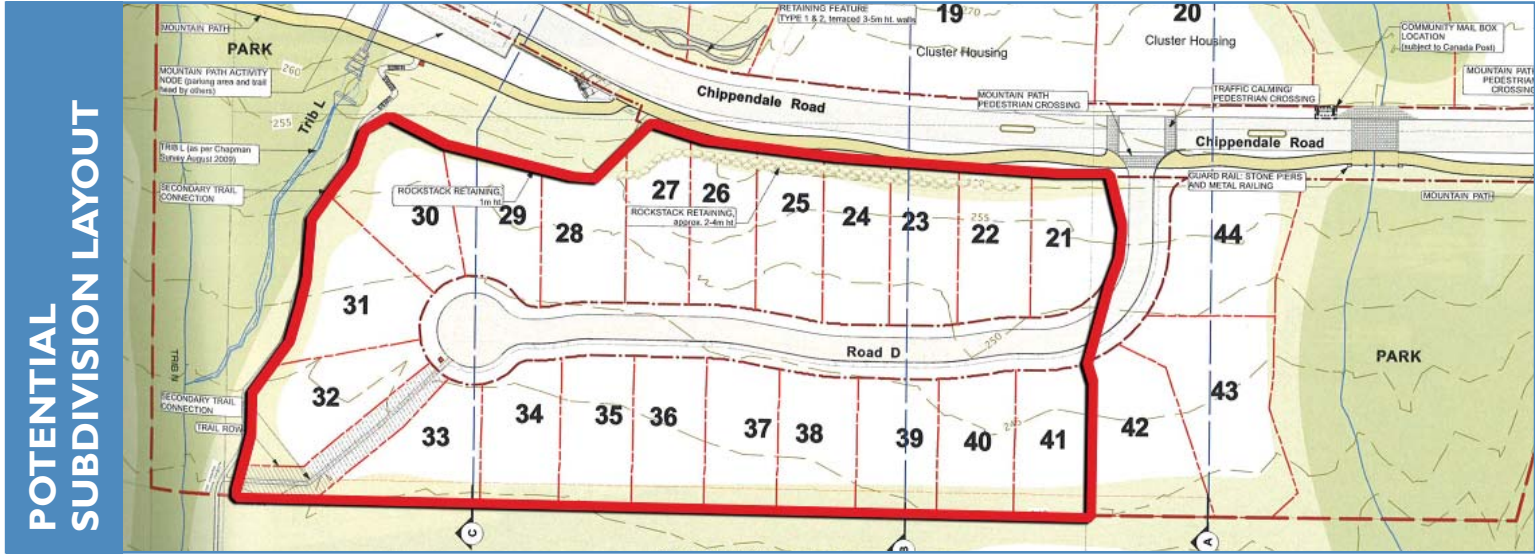 POTENTIAL
SUBDIVISION LAYOUT
MOUNTAIN PATH
PARK
MOUNTAIN PATH ACTIVITY
NODE (parking area and trail
head by others)
260
255
Trib L
TRIB L (as per Chapman
Survey August 2009)
SECONDARY TRAIL
CONNECTION
RETAINING FEATURE
TYPE 1 & 2, terraced 3-5m ht. walls
19
270
Cluster Housing
20
Cluster Housing
COMMUNITY MAIL BOX
LOCATION
(subject to Canada Post)
MOUNTAIN PATH
PEDESTRIAN
CROSSING
Chippendale Road
MOUNTAIN PATH
PEDESTRIAN CROSSING
TRAFFIC CALMING/
PEDESTRIAN CROSSING
Chippendale Road
GUARD RAIL: STONE PIERS
AND METAL RAILING
MOUNTAIN PATH
ROCKSTACK RETAINING,
1m ht.
ROCKSTACK RETAINING,
approx. 2-4m ht.
30
29
28
27
26
25
24
23
255
22
21
44
31
Road D
250
PARK
TRIB N
32
SECONDARY TRAIL
CONNECTION
TRAIL ROW
33
34
35
36
37
38
39
40
245
41
42
43
C
B
A